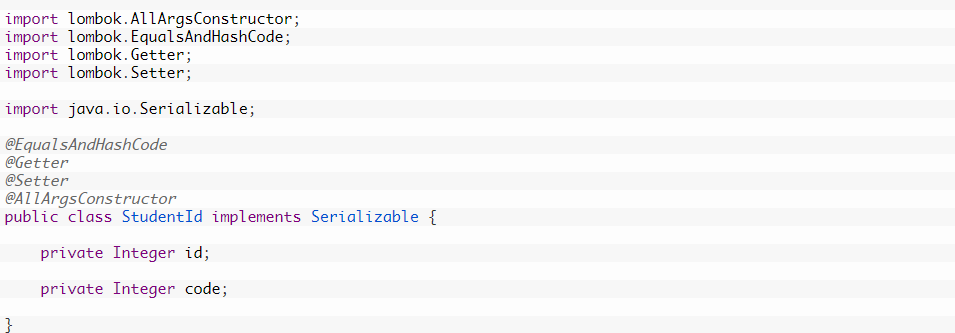 import lombok.AllArgsConstructor;
import lombok.EqualsAndHashCode;
import lombok.Getter;
import lombok.Setter;

import java.io.Serializable;

@EqualsAndHashCode
@Getter
@Setter
@AllArgsConstructor
public class StudentId implements Serializable {

    private Integer id;

    private Integer code;

}